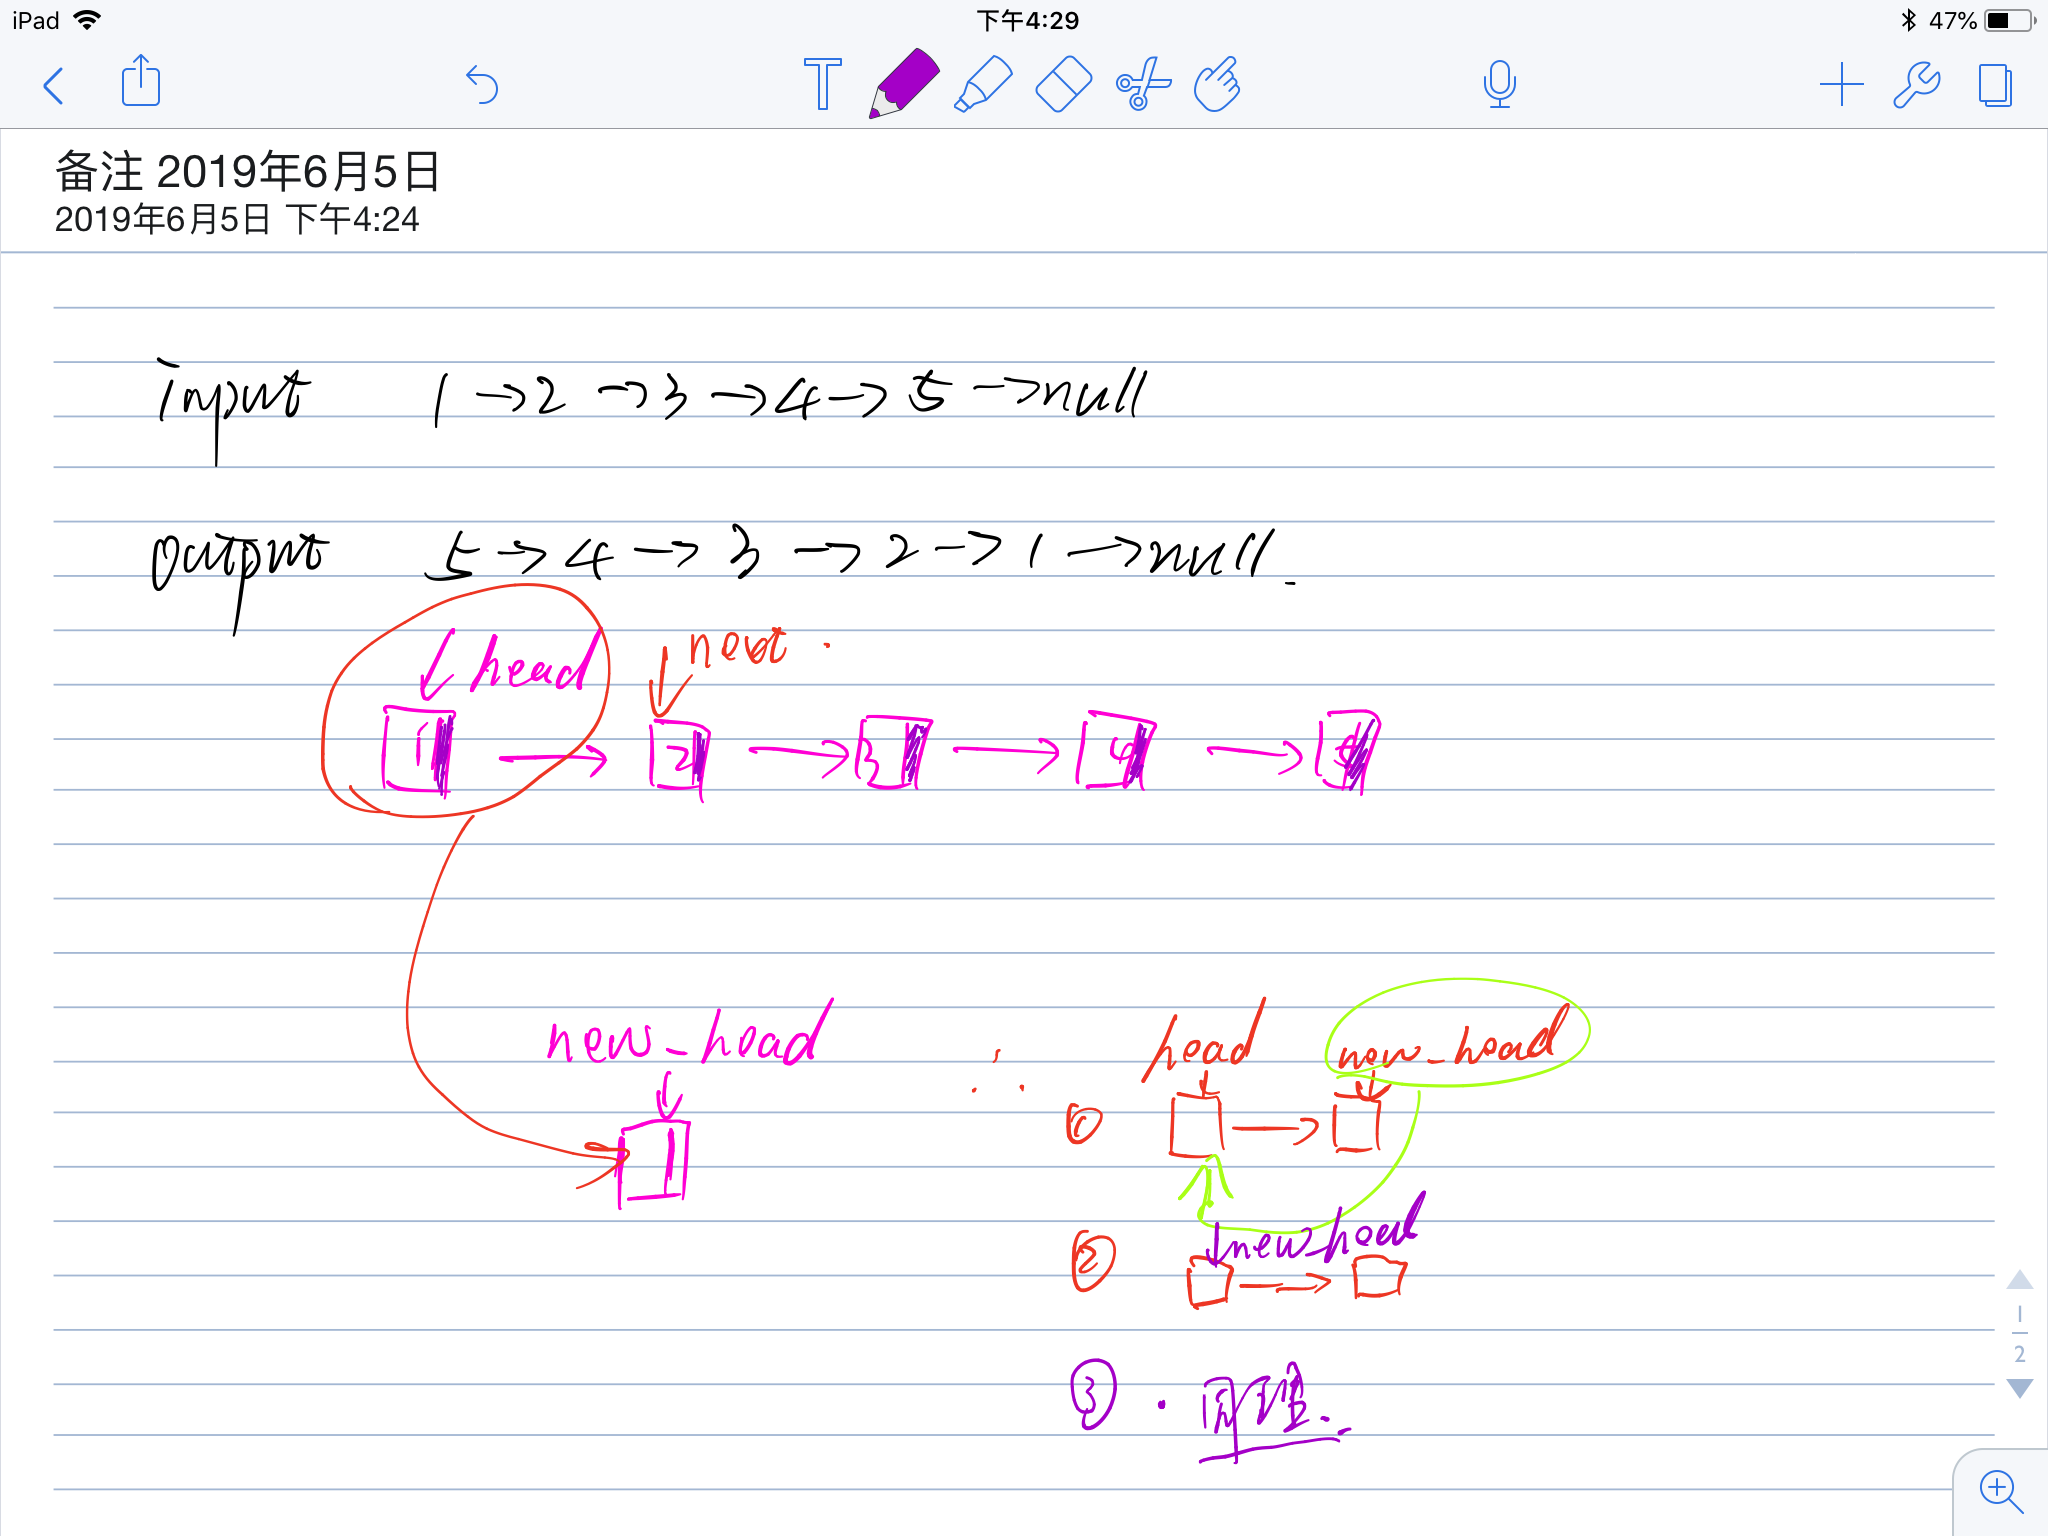 iPad 下午4:29 47%
T
备注 2019年6月5日
2019年6月5日 下午4:24
input 1 → 2 → 3 → 4 → 5 → null
output 5 → 4 → 3 → 2 → 1 → null.
head next .
1 → 2 → 3 → 4 → 5
new_head head new_head
① →
new_head
② →
③ . 同理.
1
2